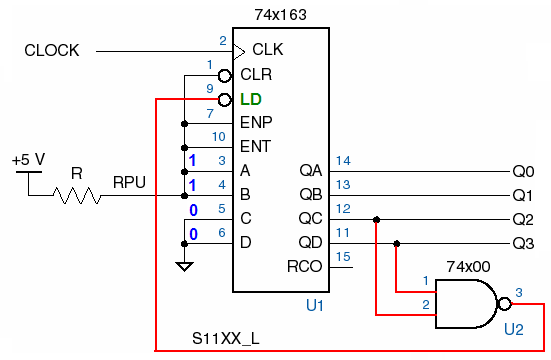 74x163
CLOCK 2 CLK
1 CLR
9 LD
7 ENP
10 ENT
+5 V R RPU
1 3 A QA 14 Q0
1 4 B QB 13 Q1
0 5 C QC 12 Q2
0 6 D QD 11 Q3
RCO 15
U1
74x00
1
2
3
U2
S11XX_L